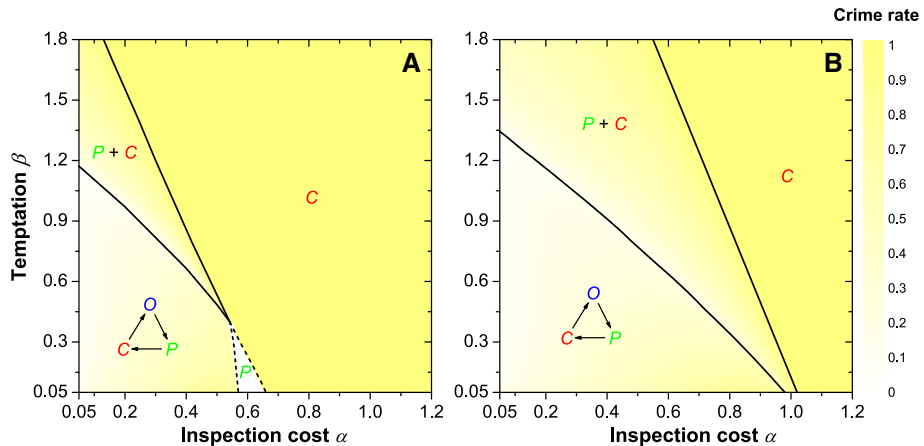 Crime rate
A
B
Temptation β
1.8
1.5
1.2
0.9
0.6
0.3
0.05
P + C
C
O
C
P
P
0.05
0.2
0.4
0.6
0.8
1.0
1.2
Inspection cost α
1.8
1.5
1.2
0.9
0.6
0.3
0.05
P + C
C
O
C
P
0.05
0.2
0.4
0.6
0.8
1.0
1.2
Inspection cost α
1
0.9
0.8
0.7
0.6
0.5
0.4
0.3
0.2
0.1
0